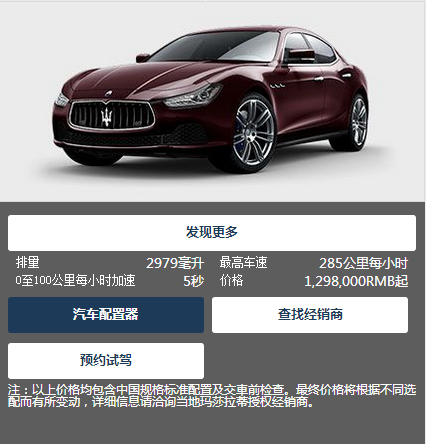 发现更多
排量 2979毫升 最高车速 285公里每小时
0至100公里每小时加速 5秒 价格 1,298,000RMB起
汽车配置器 查找经销商
预约试驾
注：以上价格均包含中国规格标准配置及交车前检查。最终价格将根据不同选
配而有所变动，详细信息请洽询当地玛莎拉蒂授权经销商。